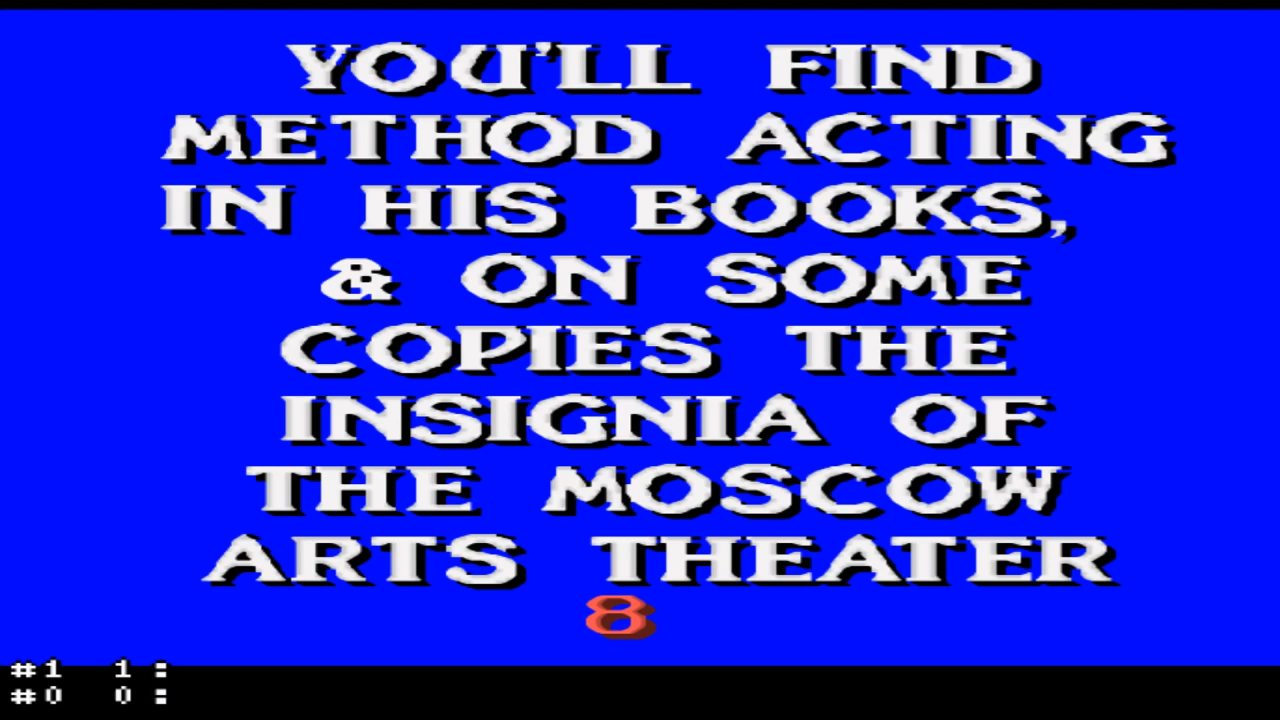 YOU'LL FIND
METHOD ACTING
IN HIS BOOKS,
& ON SOME
COPIES THE
INSIGNIA OF
THE MOSCOW
ARTS THEATER
8
#1 1:
#0 0: